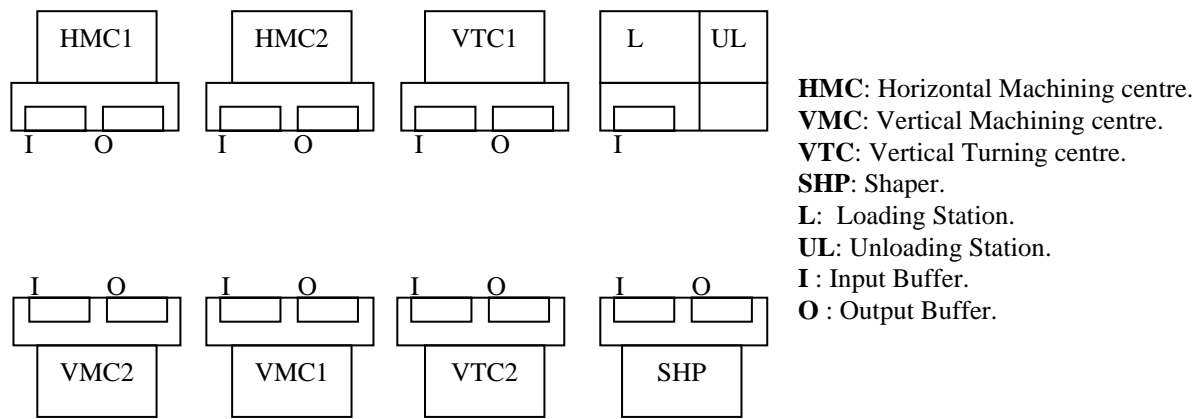 HMC1 HMC2 VTC1 L UL
I O I O I O I
I O I O I O I O
VMC2 VMC1 VTC2 SHP
HMC: Horizontal Machining centre.
VMC: Vertical Machining centre.
VTC: Vertical Turning centre.
SHP: Shaper.
L: Loading Station.
UL: Unloading Station.
I : Input Buffer.
O : Output Buffer.